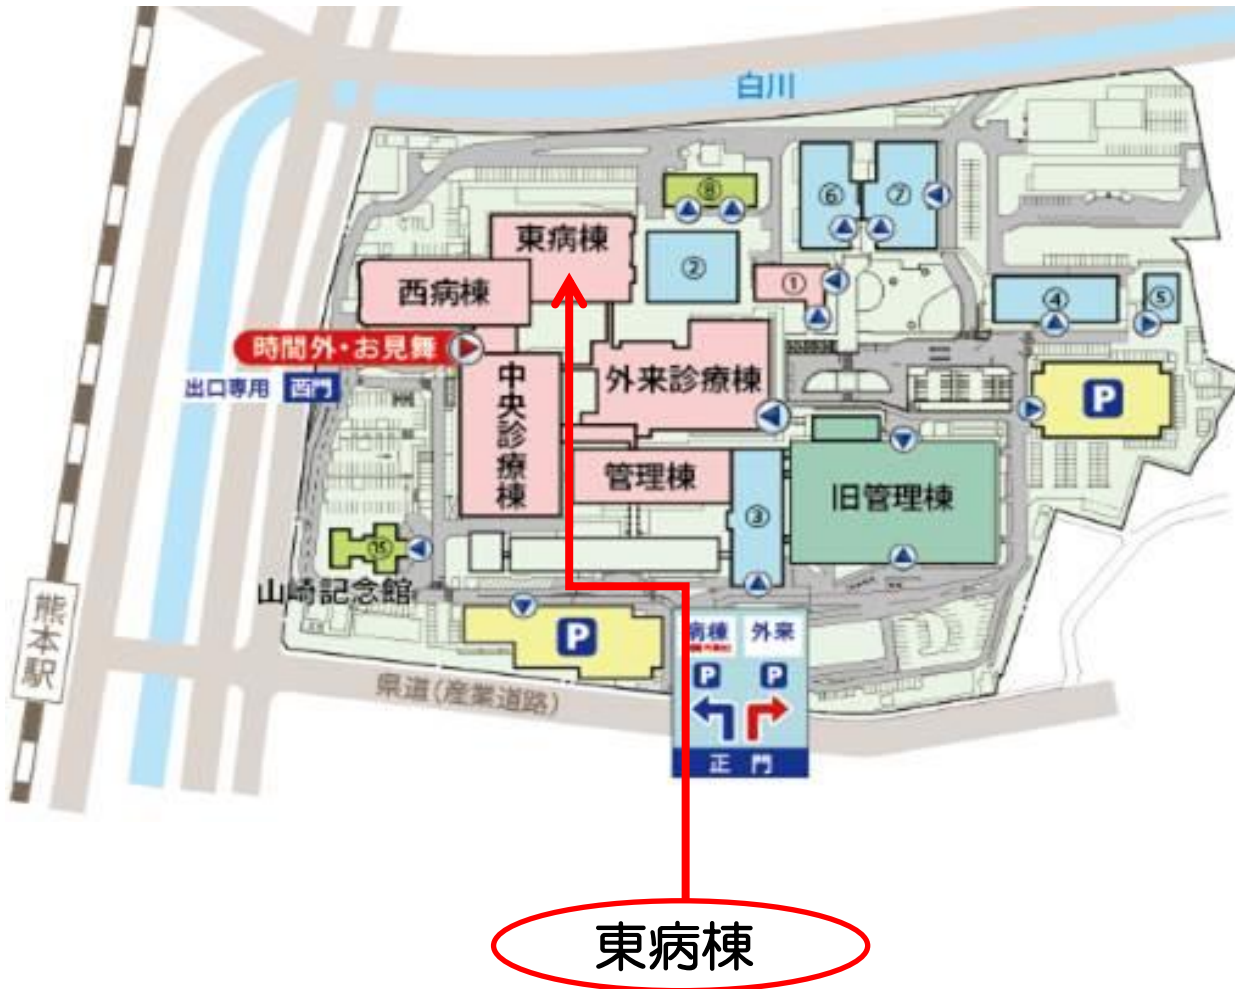 白川
⑧
⑥
⑦
東病棟
②
①
西病棟
④
⑤
時間外・お見舞
出口専用 西門
外来診療棟
中央診療棟
P
管理棟
旧管理棟
③
⑮
山崎記念館
熊本駅
P
病棟
外来
P
P
県道(産業道路)
正門
東病棟